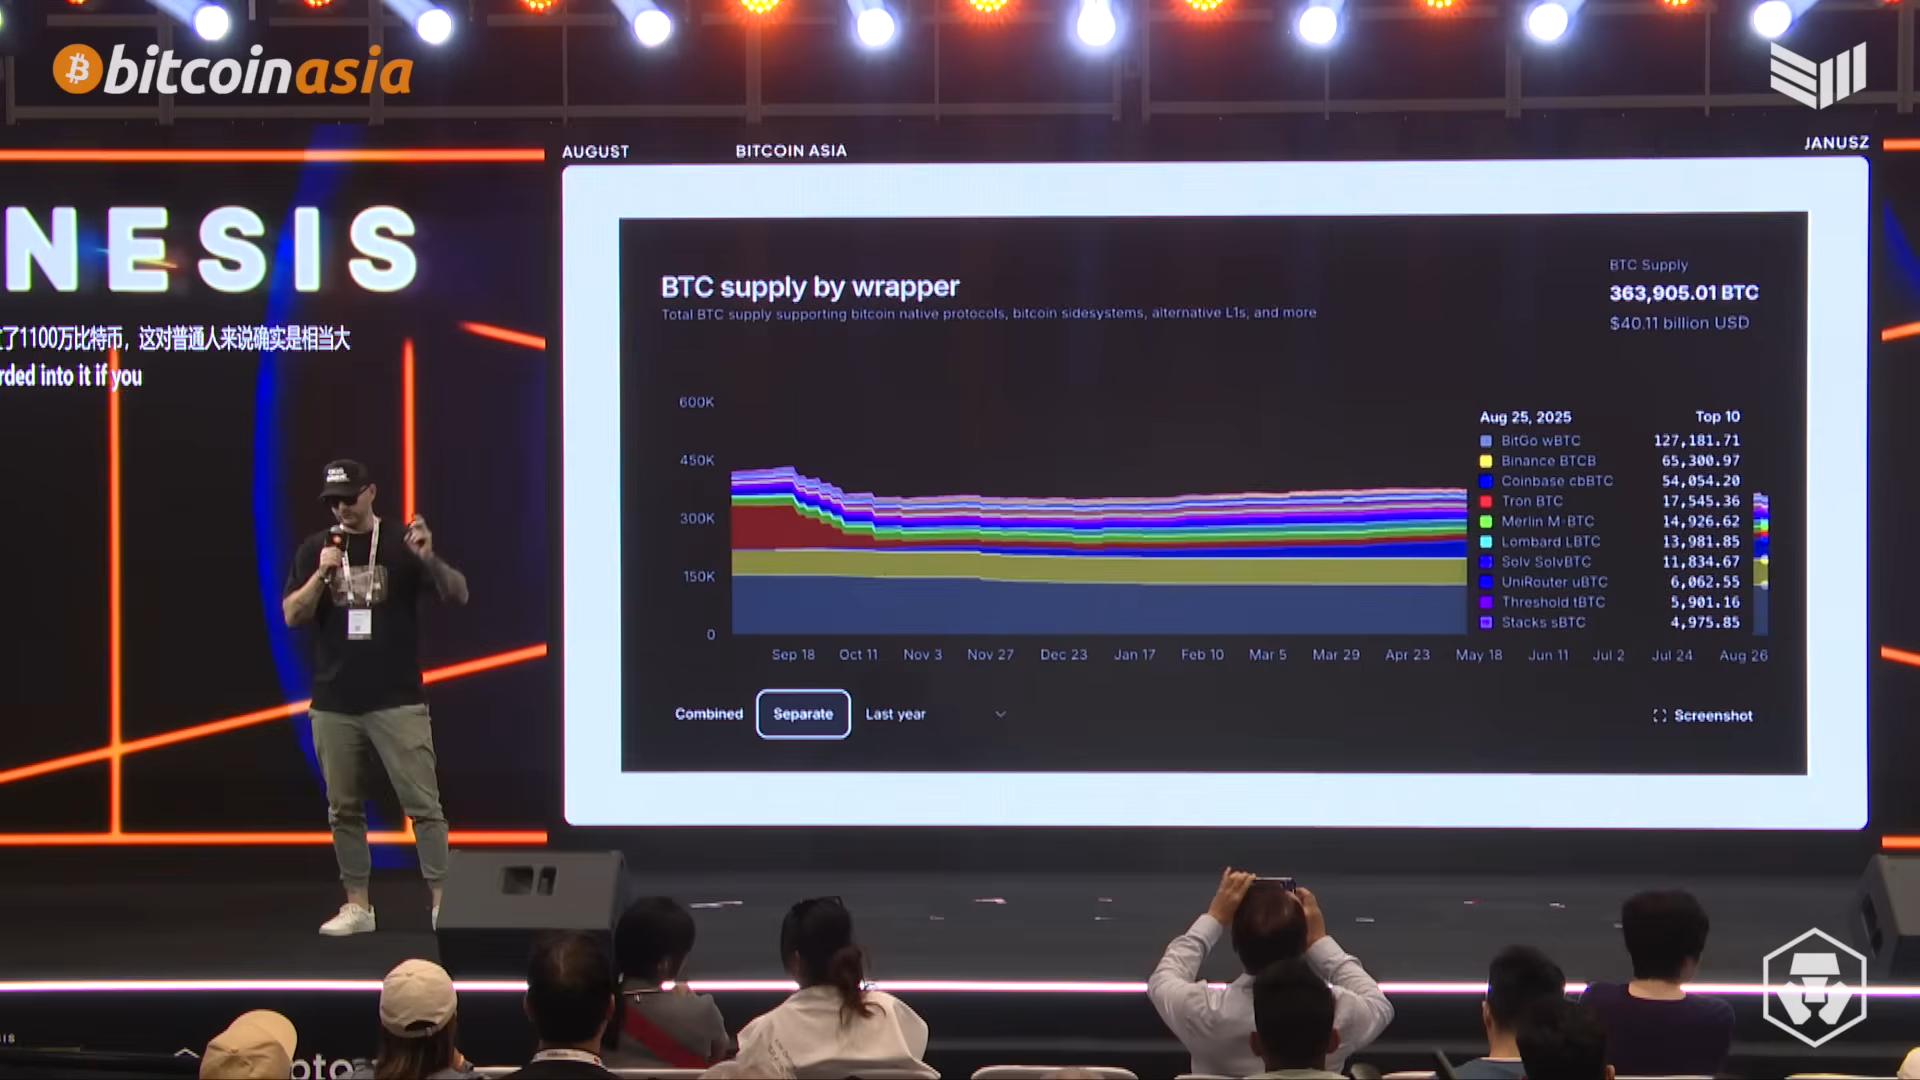 bitcoinasia
AUGUST
BITCOIN ASIA
JANUSZ
NESIS
了1100万比特币，这对普通人来说确实是相当大
rded into it if you
BTC supply by wrapper
Total BTC supply supporting bitcoin native protocols, bitcoin sidesystems, alternative L1s, and more
BTC Supply
363,905.01 BTC
$40.11 billion USD
600K
450K
300K
150K
0
Aug 25, 2025 Top 10
BitGo wBTC 127,181.71
Binance BTCB 65,300.97
Coinbase cbBTC 54,054.20
Tron BTC 17,545.36
Merlin M-BTC 14,926.62
Lombard LBTC 13,981.85
Solv SolvBTC 11,834.67
UniRouter uBTC 6,062.55
Threshold tBTC 5,901.16
Stacks sBTC 4,975.85
Sep 18 Oct 11 Nov 3 Nov 27 Dec 23 Jan 17 Feb 10 Mar 5 Mar 29 Apr 23 May 18 Jun 11 Jul 2 Jul 24 Aug 26
Combined Separate Last year
Screenshot
pto